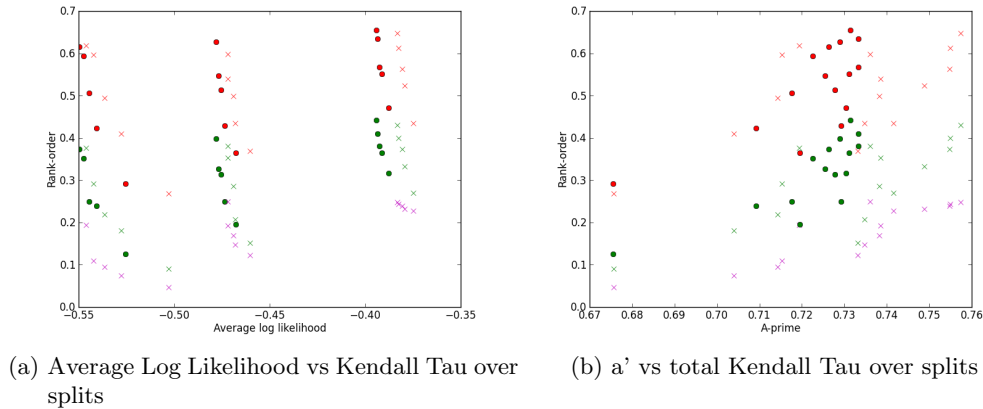 0.7
0.6
0.5
0.4
0.3
0.2
0.1
0.0
Rank-order
−0.55 −0.50 −0.45 −0.40 −0.35
Average log likelihood
0.7
0.6
0.5
0.4
0.3
0.2
0.1
0.0
Rank-order
0.67 0.68 0.69 0.70 0.71 0.72 0.73 0.74 0.75 0.76
A-prime
(a) Average Log Likelihood vs Kendall Tau over
splits
(b) a' vs total Kendall Tau over splits